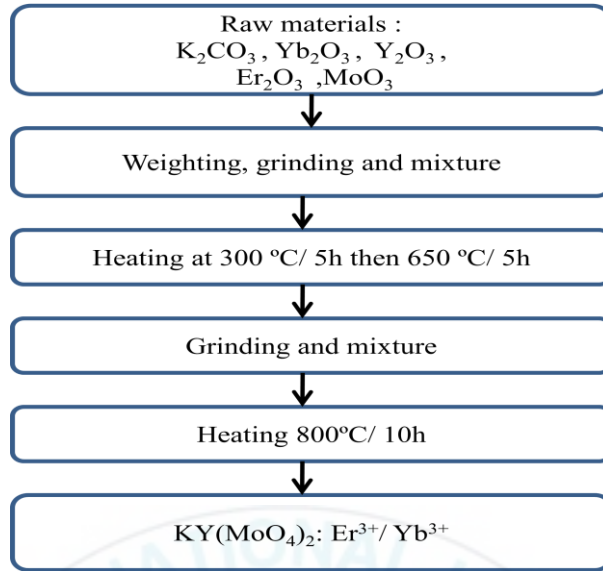 Raw materials :
K₂CO₃ , Yb₂O₃ , Y₂O₃ ,
Er₂O₃ ,MoO₃
Weighting, grinding and mixture
Heating at 300 ºC/ 5h then 650 ºC/ 5h
Grinding and mixture
Heating 800ºC/ 10h
KY(MoO₄)₂: Er³⁺/ Yb³⁺